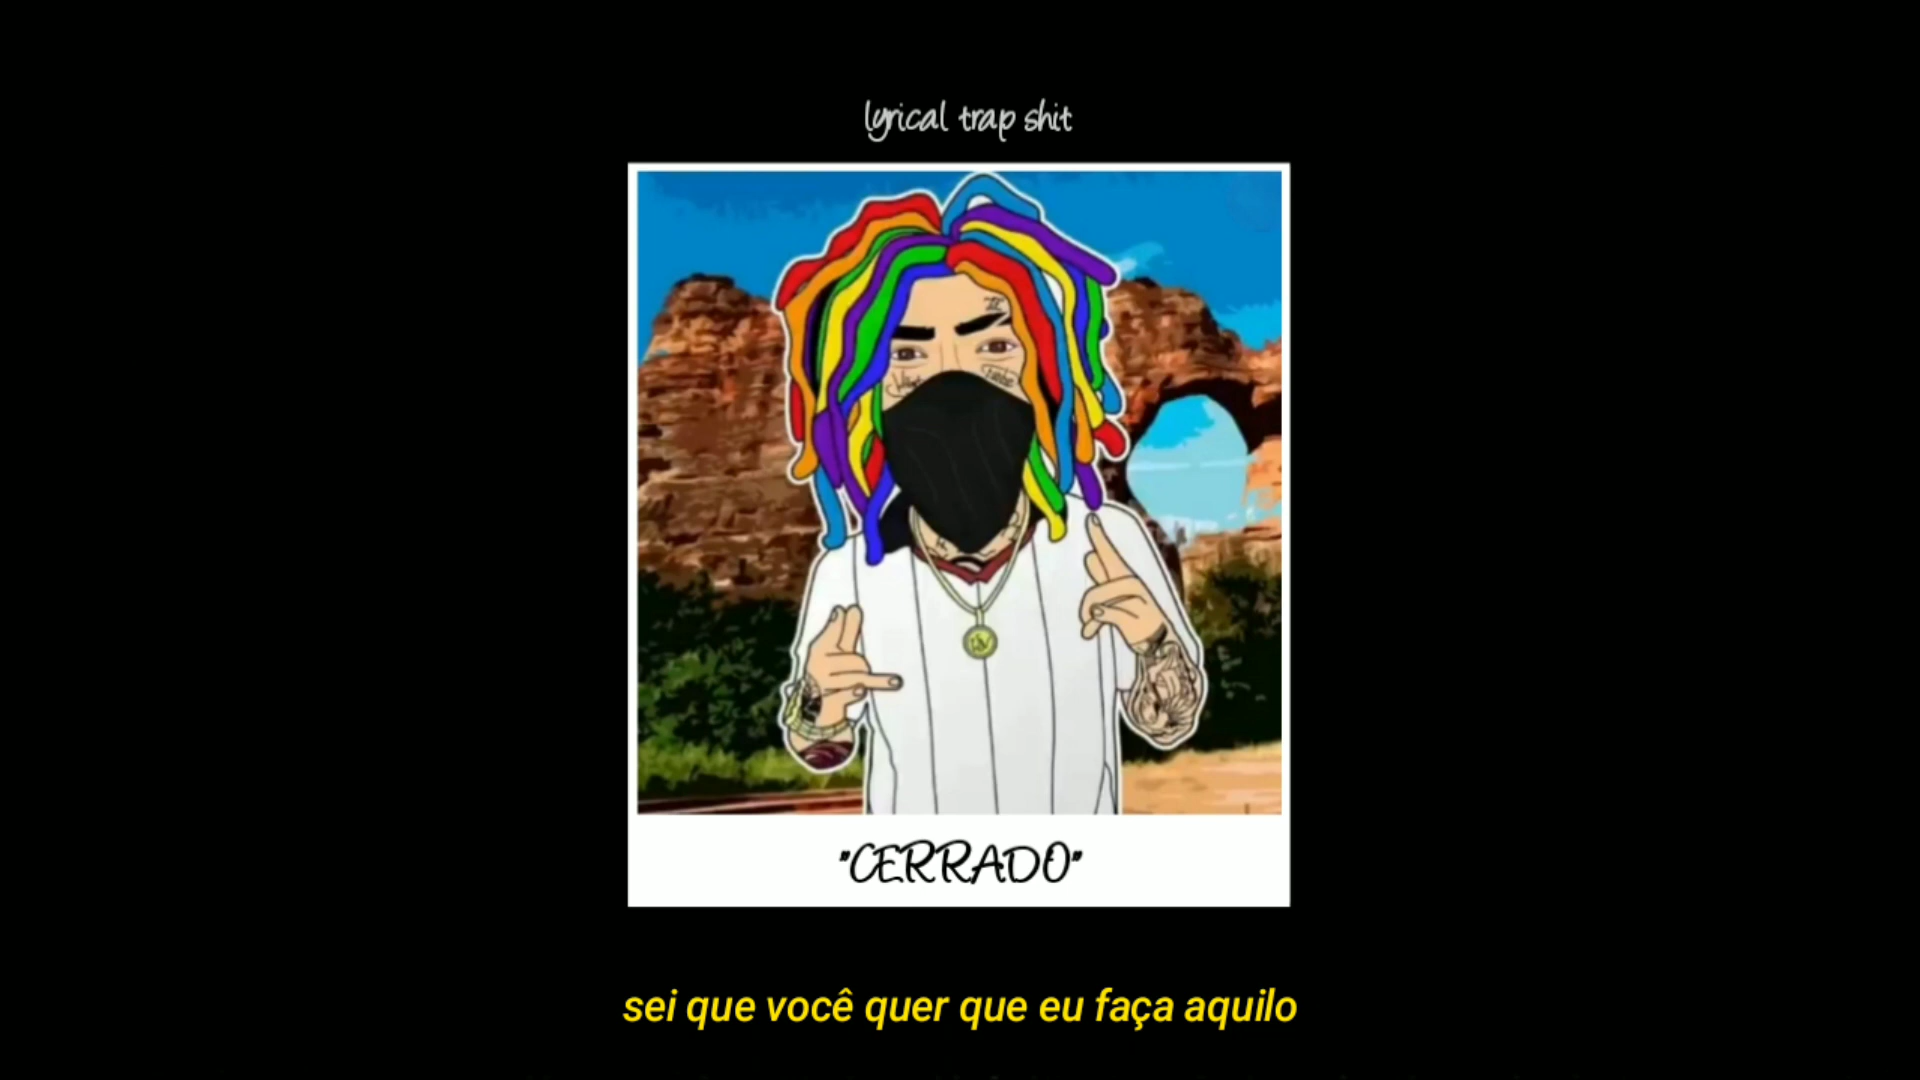 lyrical trap shit
"CERRADO"
sei que você quer que eu faça aquilo